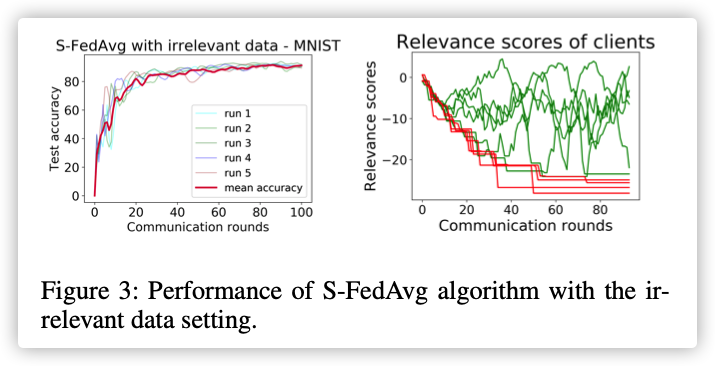 S-FedAvg with irrelevant data - MNIST
Test accuracy
80
60
40
20
0
run 1
run 2
run 3
run 4
run 5
mean accuracy
0 20 40 60 80 100
Communication rounds
Relevance scores of clients
Relevance scores
0
−10
−20
0 20 40 60 80
Communication rounds
Figure 3: Performance of S-FedAvg algorithm with the ir-
relevant data setting.